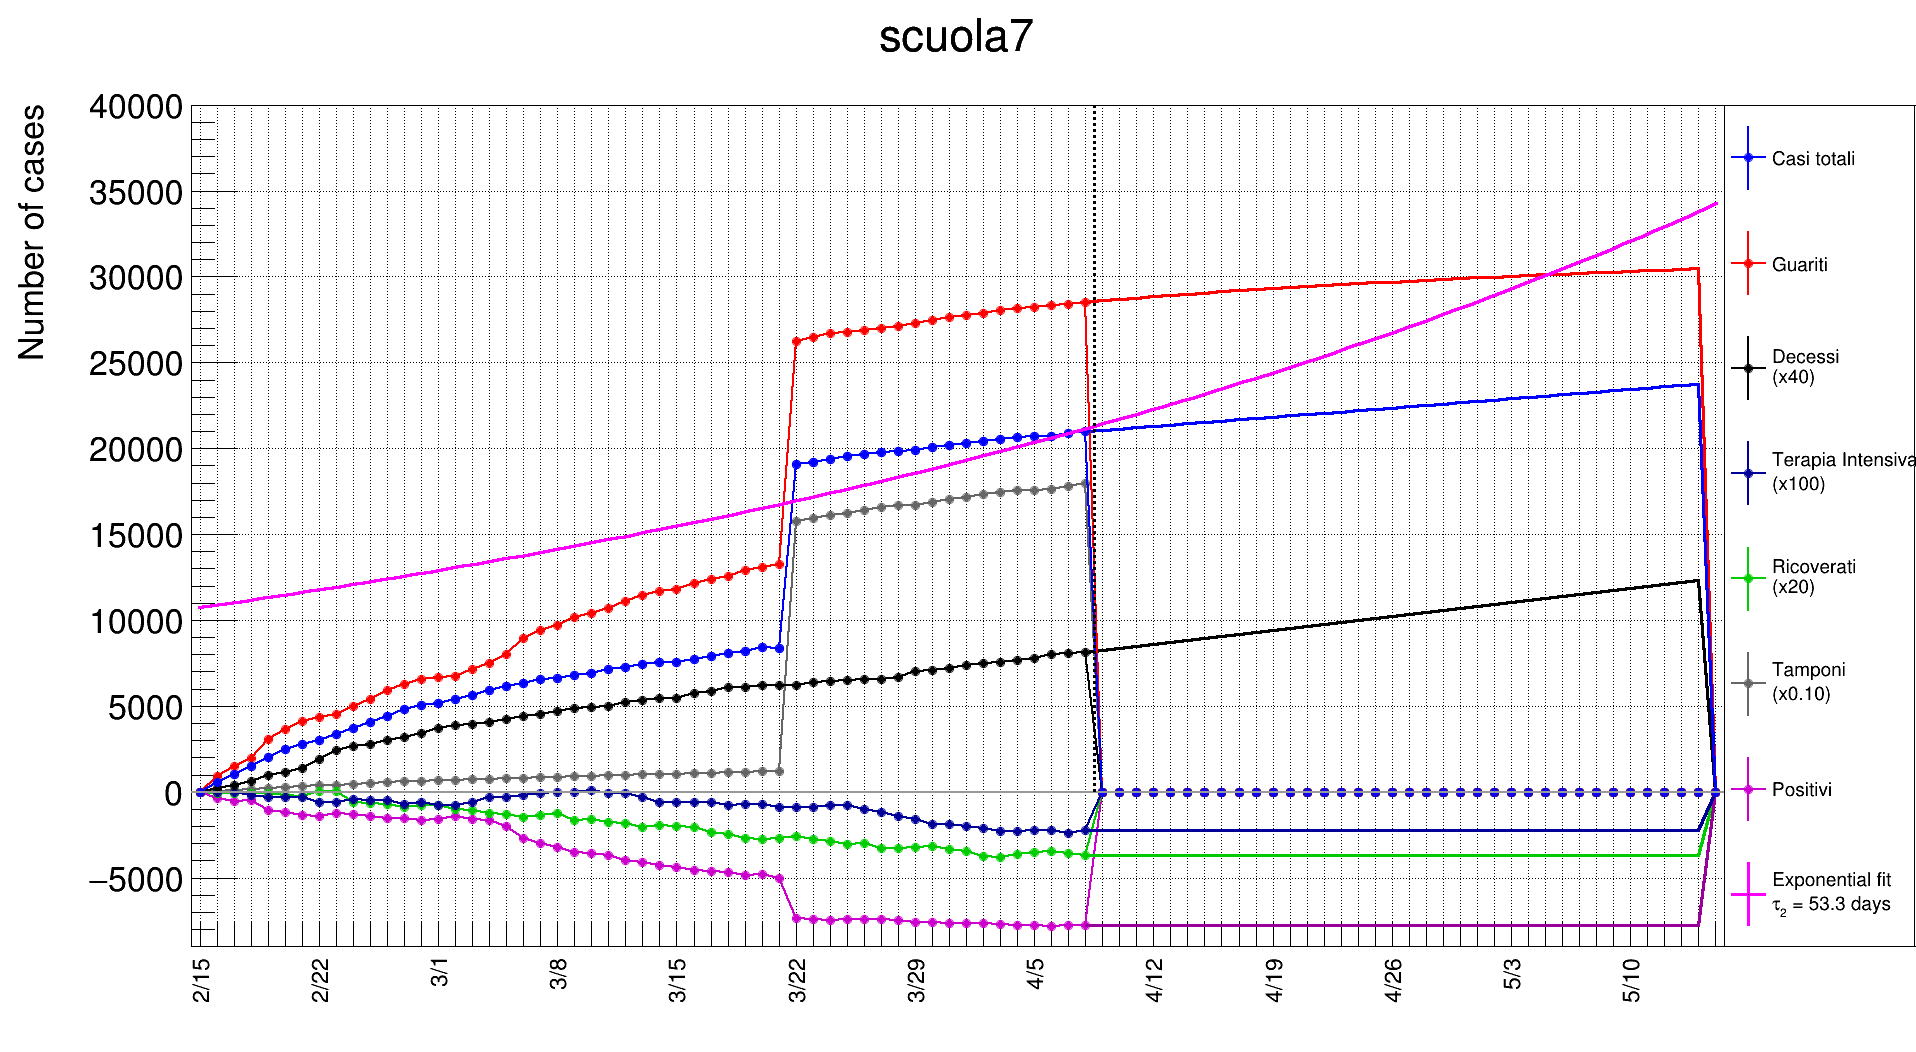 scuola7
Number of cases
40000
35000
30000
25000
20000
15000
10000
5000
0
−5000
2/15
2/22
3/1
3/8
3/15
3/22
3/29
4/5
4/12
4/19
4/26
5/3
5/10
Casi totali
Guariti
Decessi
(x40)
Terapia Intensiva
(x100)
Ricoverati
(x20)
Tamponi
(x0.10)
Positivi
Exponential fit
τ₂ = 53.3 days